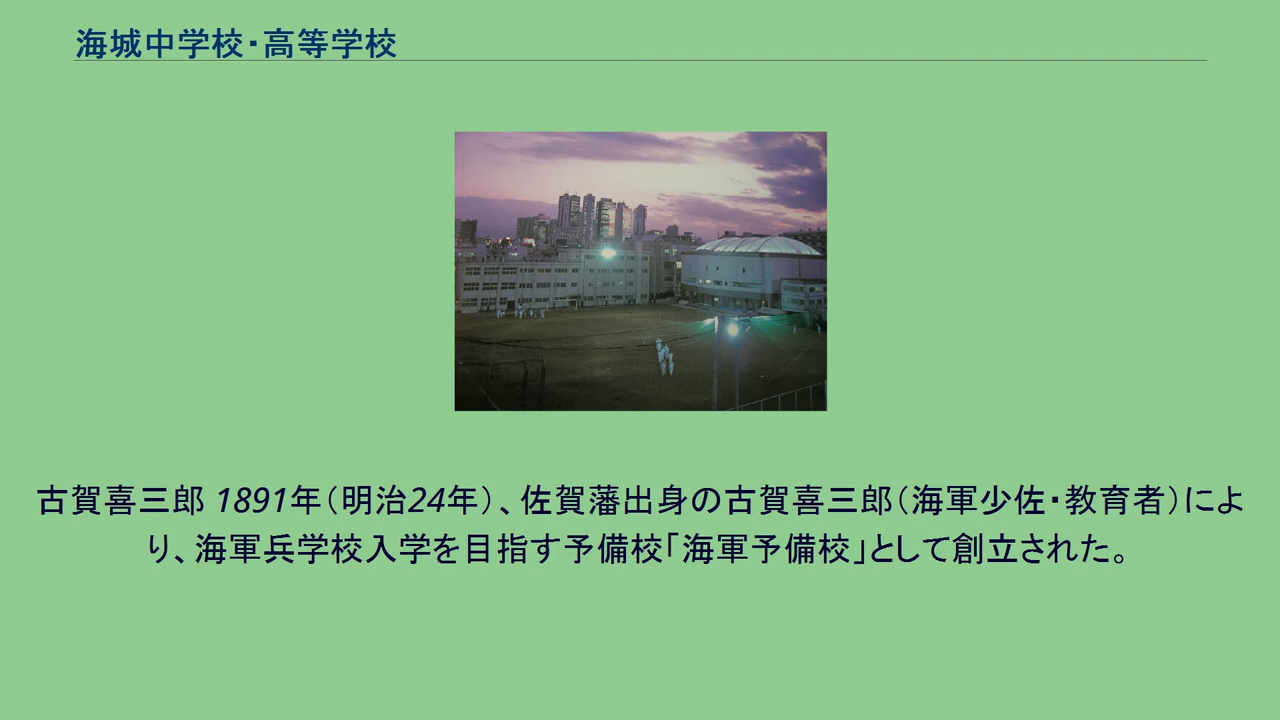 海城中学校・高等学校
古賀喜三郎 1891年（明治24年）、佐賀藩出身の古賀喜三郎（海軍少佐・教育者）によ
り、海軍兵学校入学を目指す予備校「海軍予備校」として創立された。